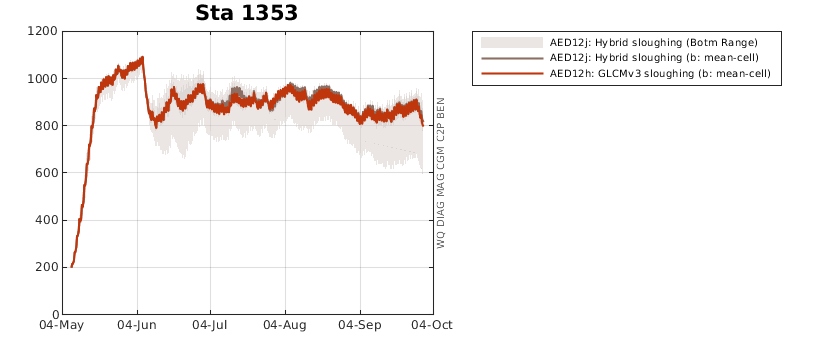 Sta 1353
1200
1000
800
600
400
200
0
04-May 04-Jun 04-Jul 04-Aug 04-Sep 04-Oct
WQ DIAG MAG CGM C2P BEN
AED12j: Hybrid sloughing (Botm Range)
AED12j: Hybrid sloughing (b: mean-cell)
AED12h: GLCMv3 sloughing (b: mean-cell)